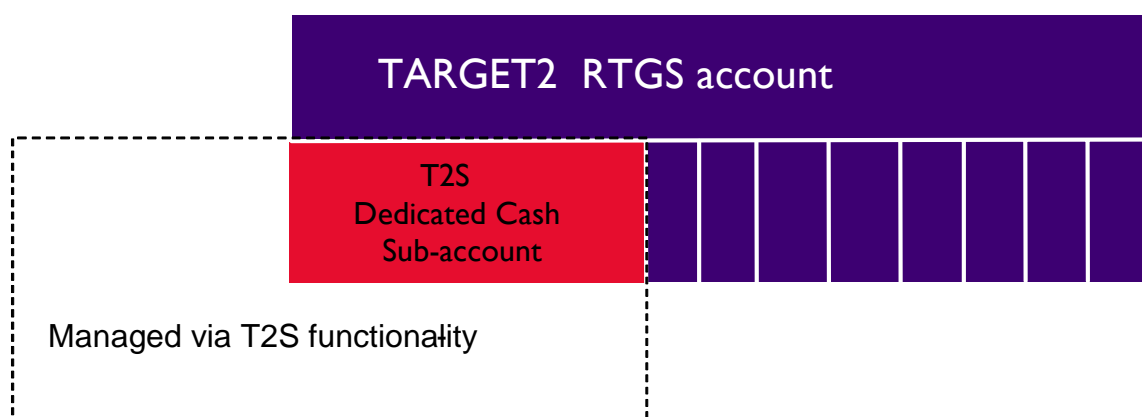 TARGET2 RTGS account
T2S
Dedicated Cash
Sub-account
Managed via T2S functionality